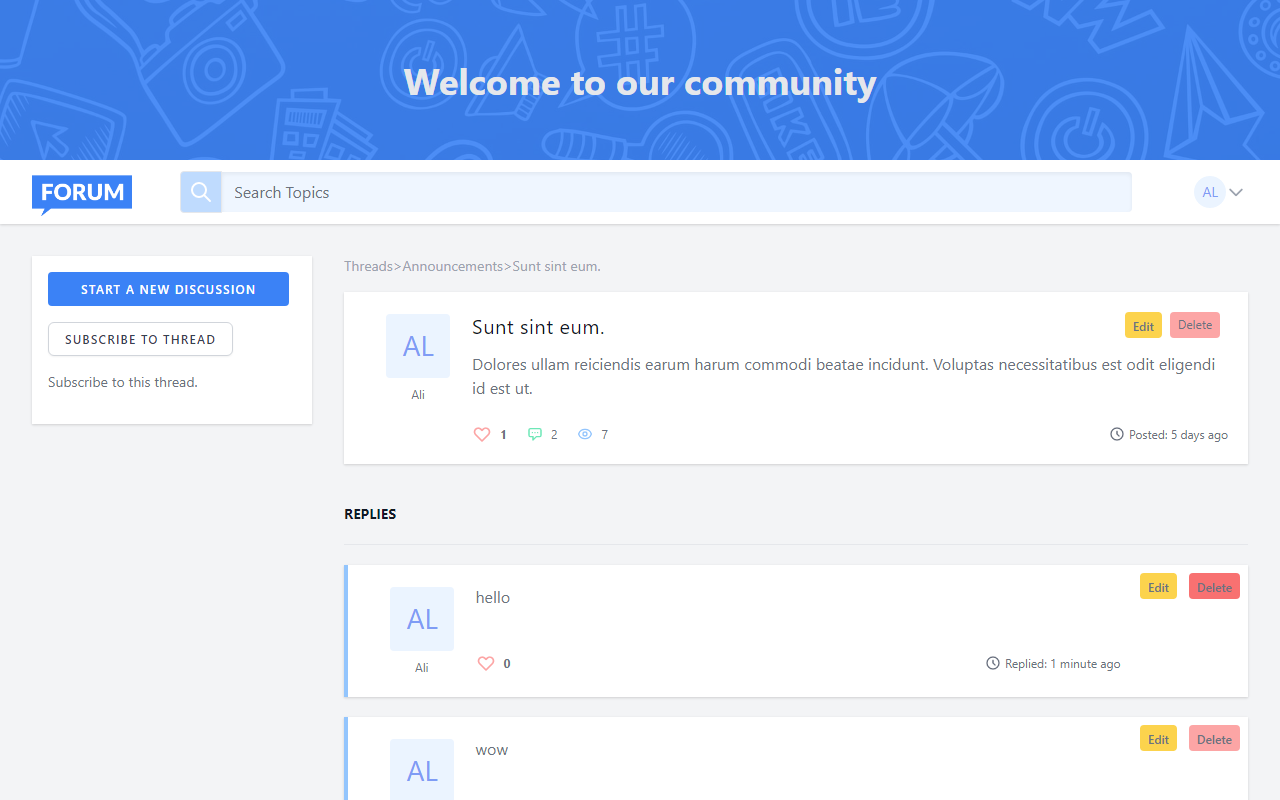 Welcome to our community
FORUM
Search Topics
AL
START A NEW DISCUSSION
SUBSCRIBE TO THREAD
Subscribe to this thread.
Threads>Announcements>Sunt sint eum.
AL
Ali
Sunt sint eum.
Edit
Delete
Dolores ullam reiciendis earum harum commodi beatae incidunt. Voluptas necessitatibus est odit eligendi
id est ut.
1
2
7
Posted: 5 days ago
REPLIES
AL
Ali
hello
Edit
Delete
0
Replied: 1 minute ago
AL
wow
Edit
Delete